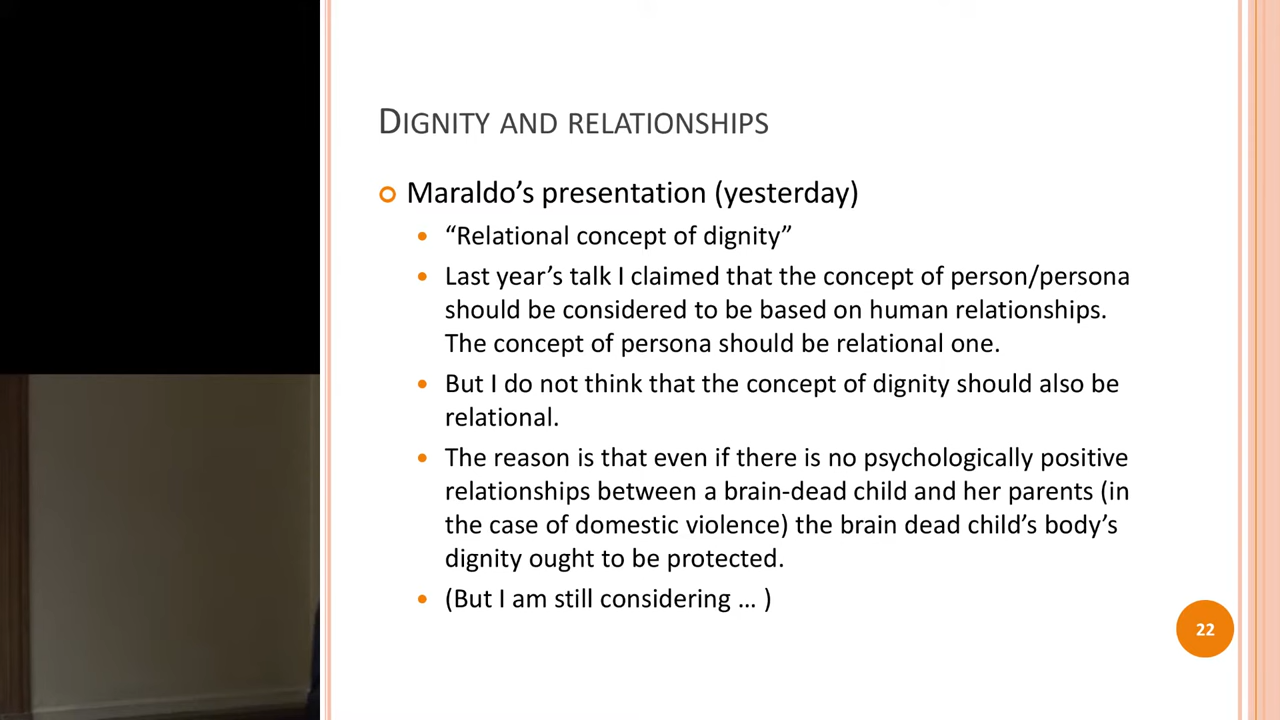 DIGNITY AND RELATIONSHIPS
Maraldo’s presentation (yesterday)
“Relational concept of dignity”
Last year’s talk I claimed that the concept of person/persona
should be considered to be based on human relationships.
The concept of persona should be relational one.
But I do not think that the concept of dignity should also be
relational.
The reason is that even if there is no psychologically positive
relationships between a brain-dead child and her parents (in
the case of domestic violence) the brain dead child’s body’s
dignity ought to be protected.
(But I am still considering … )
22